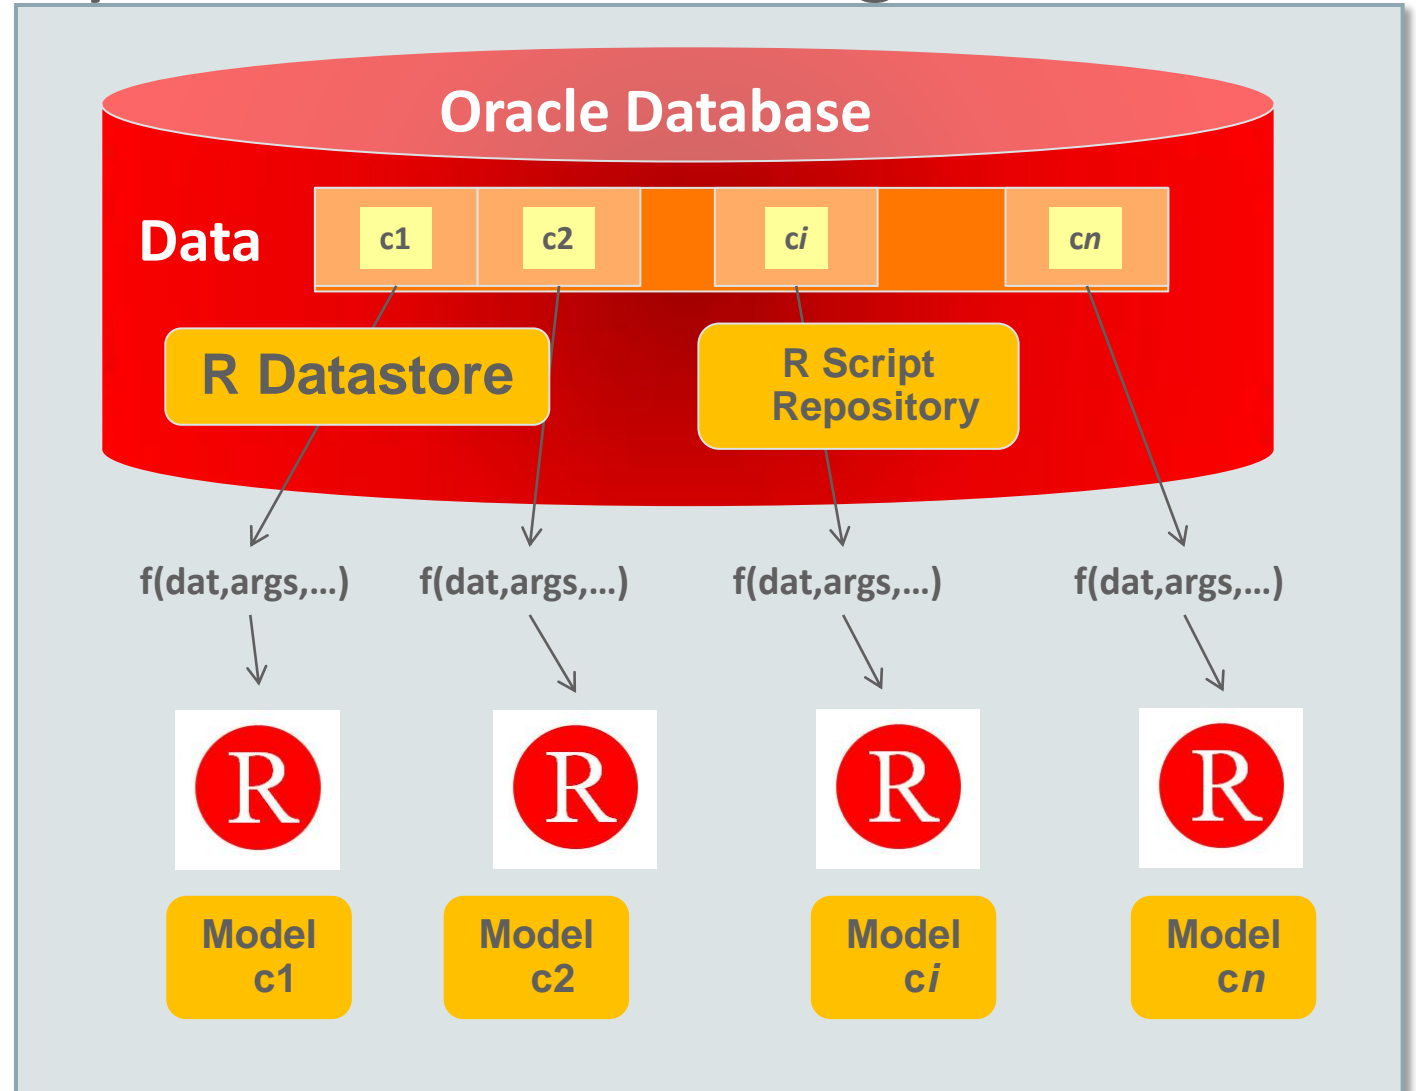 Oracle Database
Data
c1 c2 ci cn
R Datastore
R Script
Repository
f(dat,args,...) f(dat,args,...) f(dat,args,...) f(dat,args,...)
R R R R
Model Model Model Model
c1 c2 ci cn